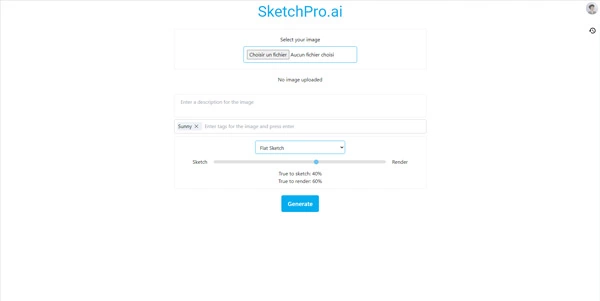 SketchPro.ai
Select your image
Choisir un fichier Aucun fichier choisi
No image uploaded
Enter a description for the image
Sunny × Enter tags for the image and press enter
Flat Sketch
Sketch Render
True to sketch: 40%
True to render: 60%
Generate